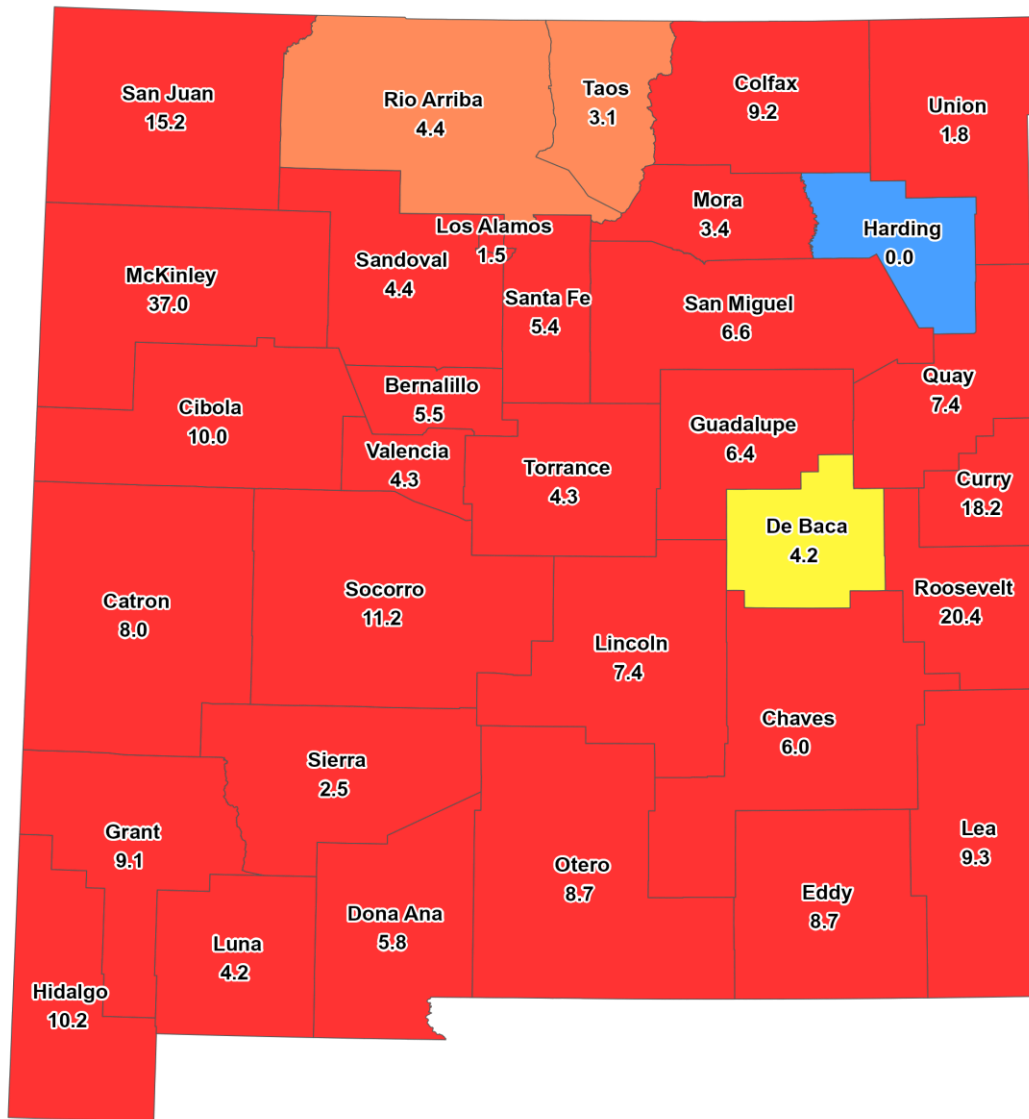 San Juan
15.2
Rio Arriba
4.4
Taos
3.1
Colfax
9.2
Union
1.8
Mora
3.4
Harding
0.0
Los Alamos
1.5
McKinley
37.0
Sandoval
4.4
Santa Fe
5.4
San Miguel
6.6
Quay
7.4
Bernalillo
5.5
Cibola
10.0
Valencia
4.3
Torrance
4.3
Guadalupe
6.4
Curry
18.2
De Baca
4.2
Catron
8.0
Socorro
11.2
Roosevelt
20.4
Lincoln
7.4
Chaves
6.0
Sierra
2.5
Grant
9.1
Otero
8.7
Lea
9.3
Eddy
8.7
Dona Ana
5.8
Luna
4.2
Hidalgo
10.2